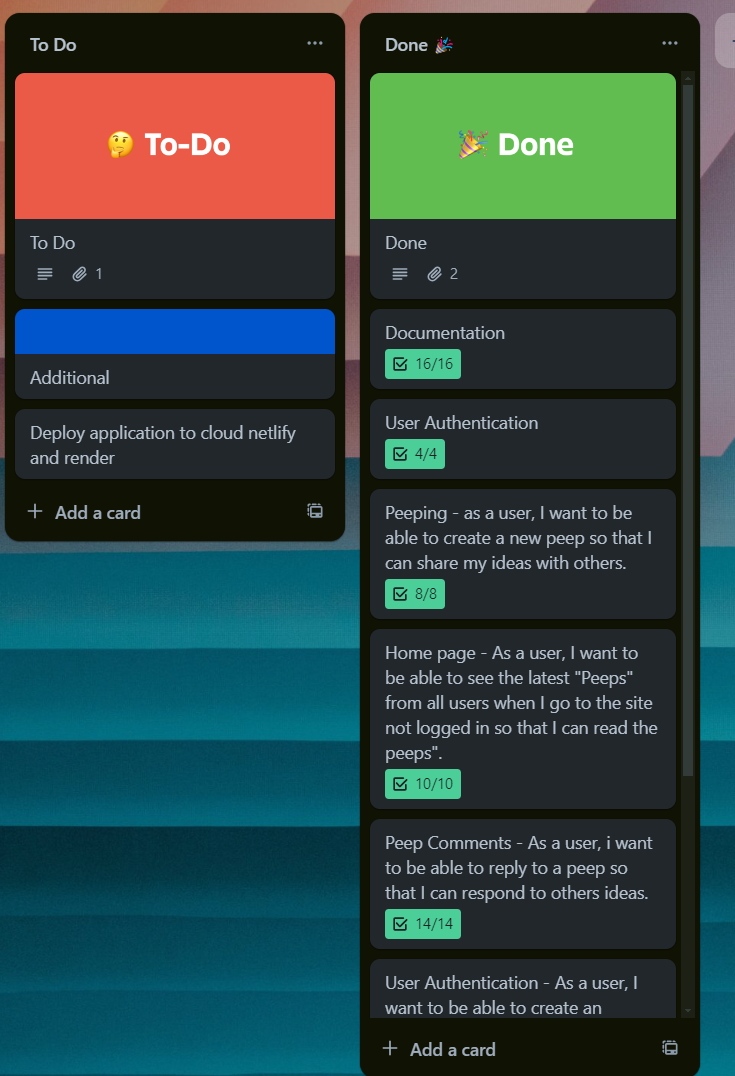 To Do
🤔 To-Do
To Do
1
Additional
Deploy application to cloud netlify
and render
Add a card
Done 🎉
🎉 Done
Done
2
Documentation
16/16
User Authentication
4/4
Peeping - as a user, I want to be
able to create a new peep so that I
can share my ideas with others.
8/8
Home page - As a user, I want to
be able to see the latest "Peeps"
from all users when I go to the site
not logged in so that I can read the
peeps".
10/10
Peep Comments - As a user, i want
to be able to reply to a peep so
that I can respond to others ideas.
14/14
User Authentication - As a user, I
want to be able to create an
Add a card